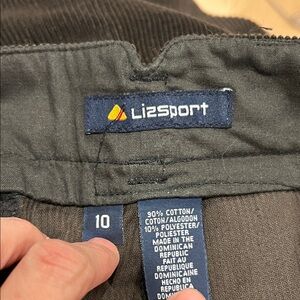 Lizsport
10
90% COTTON/
COTON/ALGODON
10% POLYESTER/
POLIESTER
MADE IN THE
DOMINICAN
REPUBLIC
FAIT AU
REPUBLIQUE
DOMINICAINE
HECHO EN
REPUBLICA